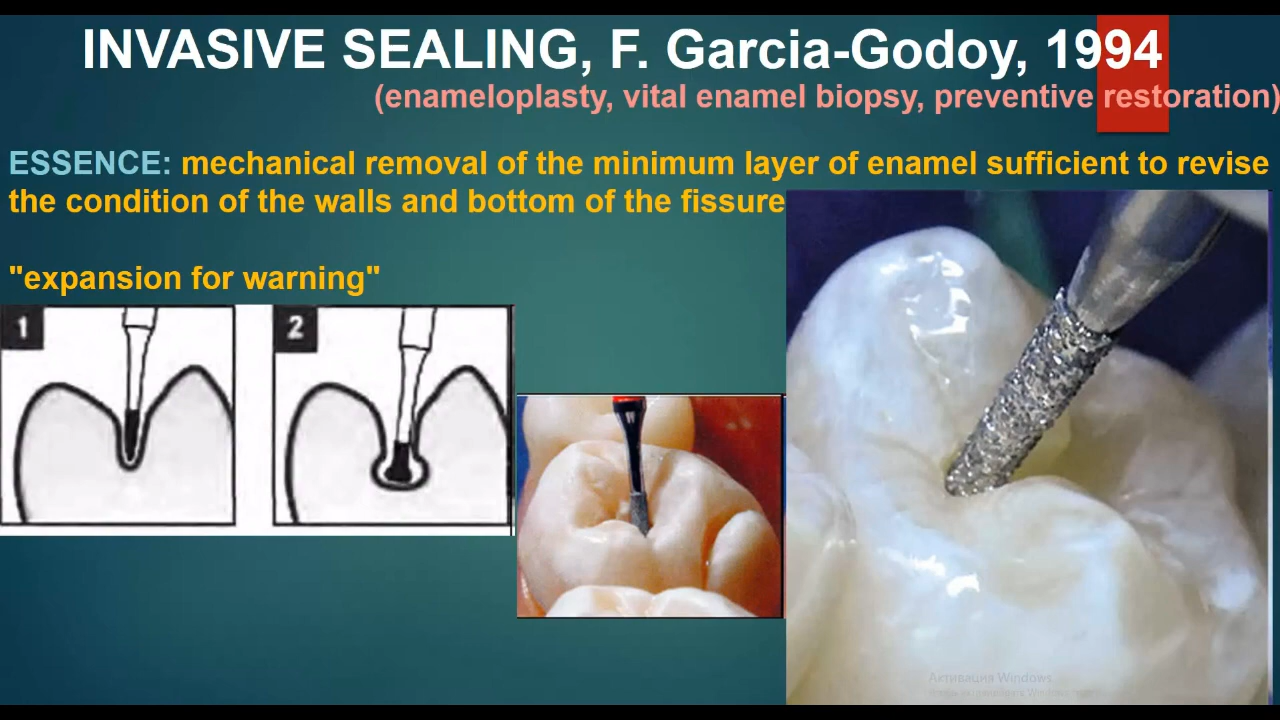 INVASIVE SEALING, F. Garcia-Godoy, 1994
(enameloplasty, vital enamel biopsy, preventive restoration)
ESSENCE: mechanical removal of the minimum layer of enamel sufficient to revise
the condition of the walls and bottom of the fissure
"expansion for warning"
1
2
Активация Windows